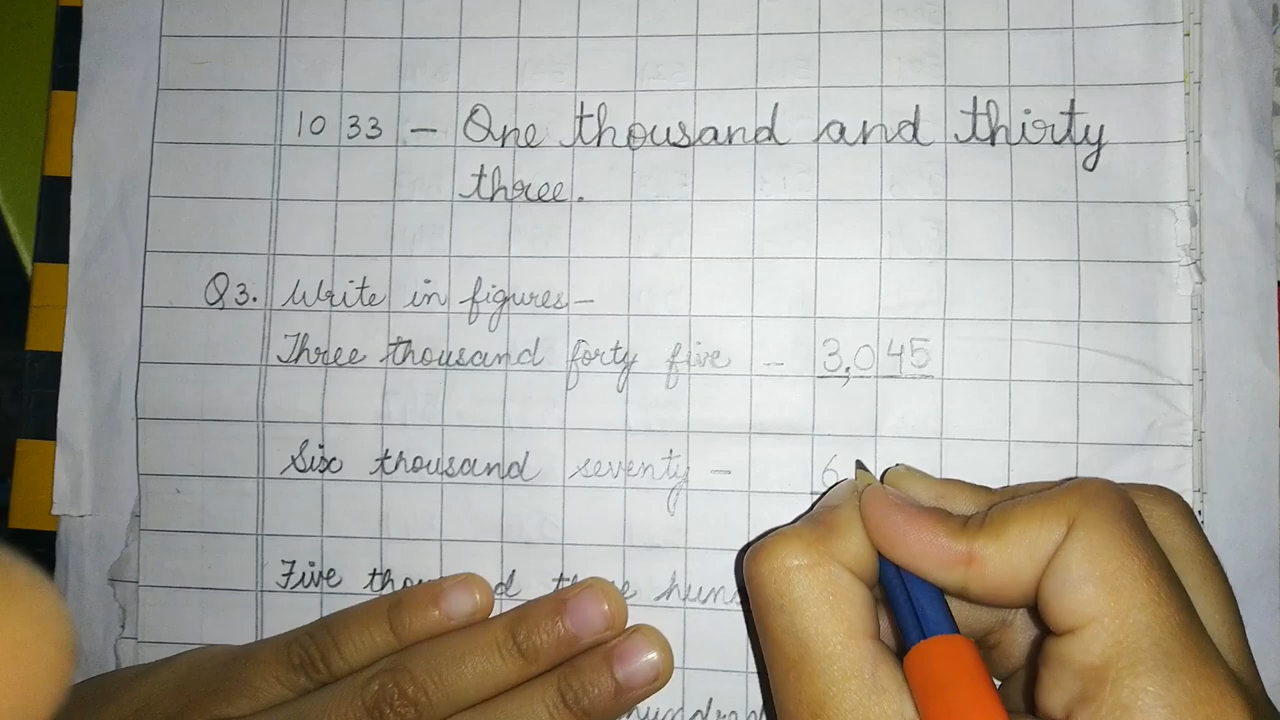 1033 - One thousand and thirty
three.
Q3. Write in figures-
Three thousand forty five - 3,045
Six thousand seventy - 6
Five